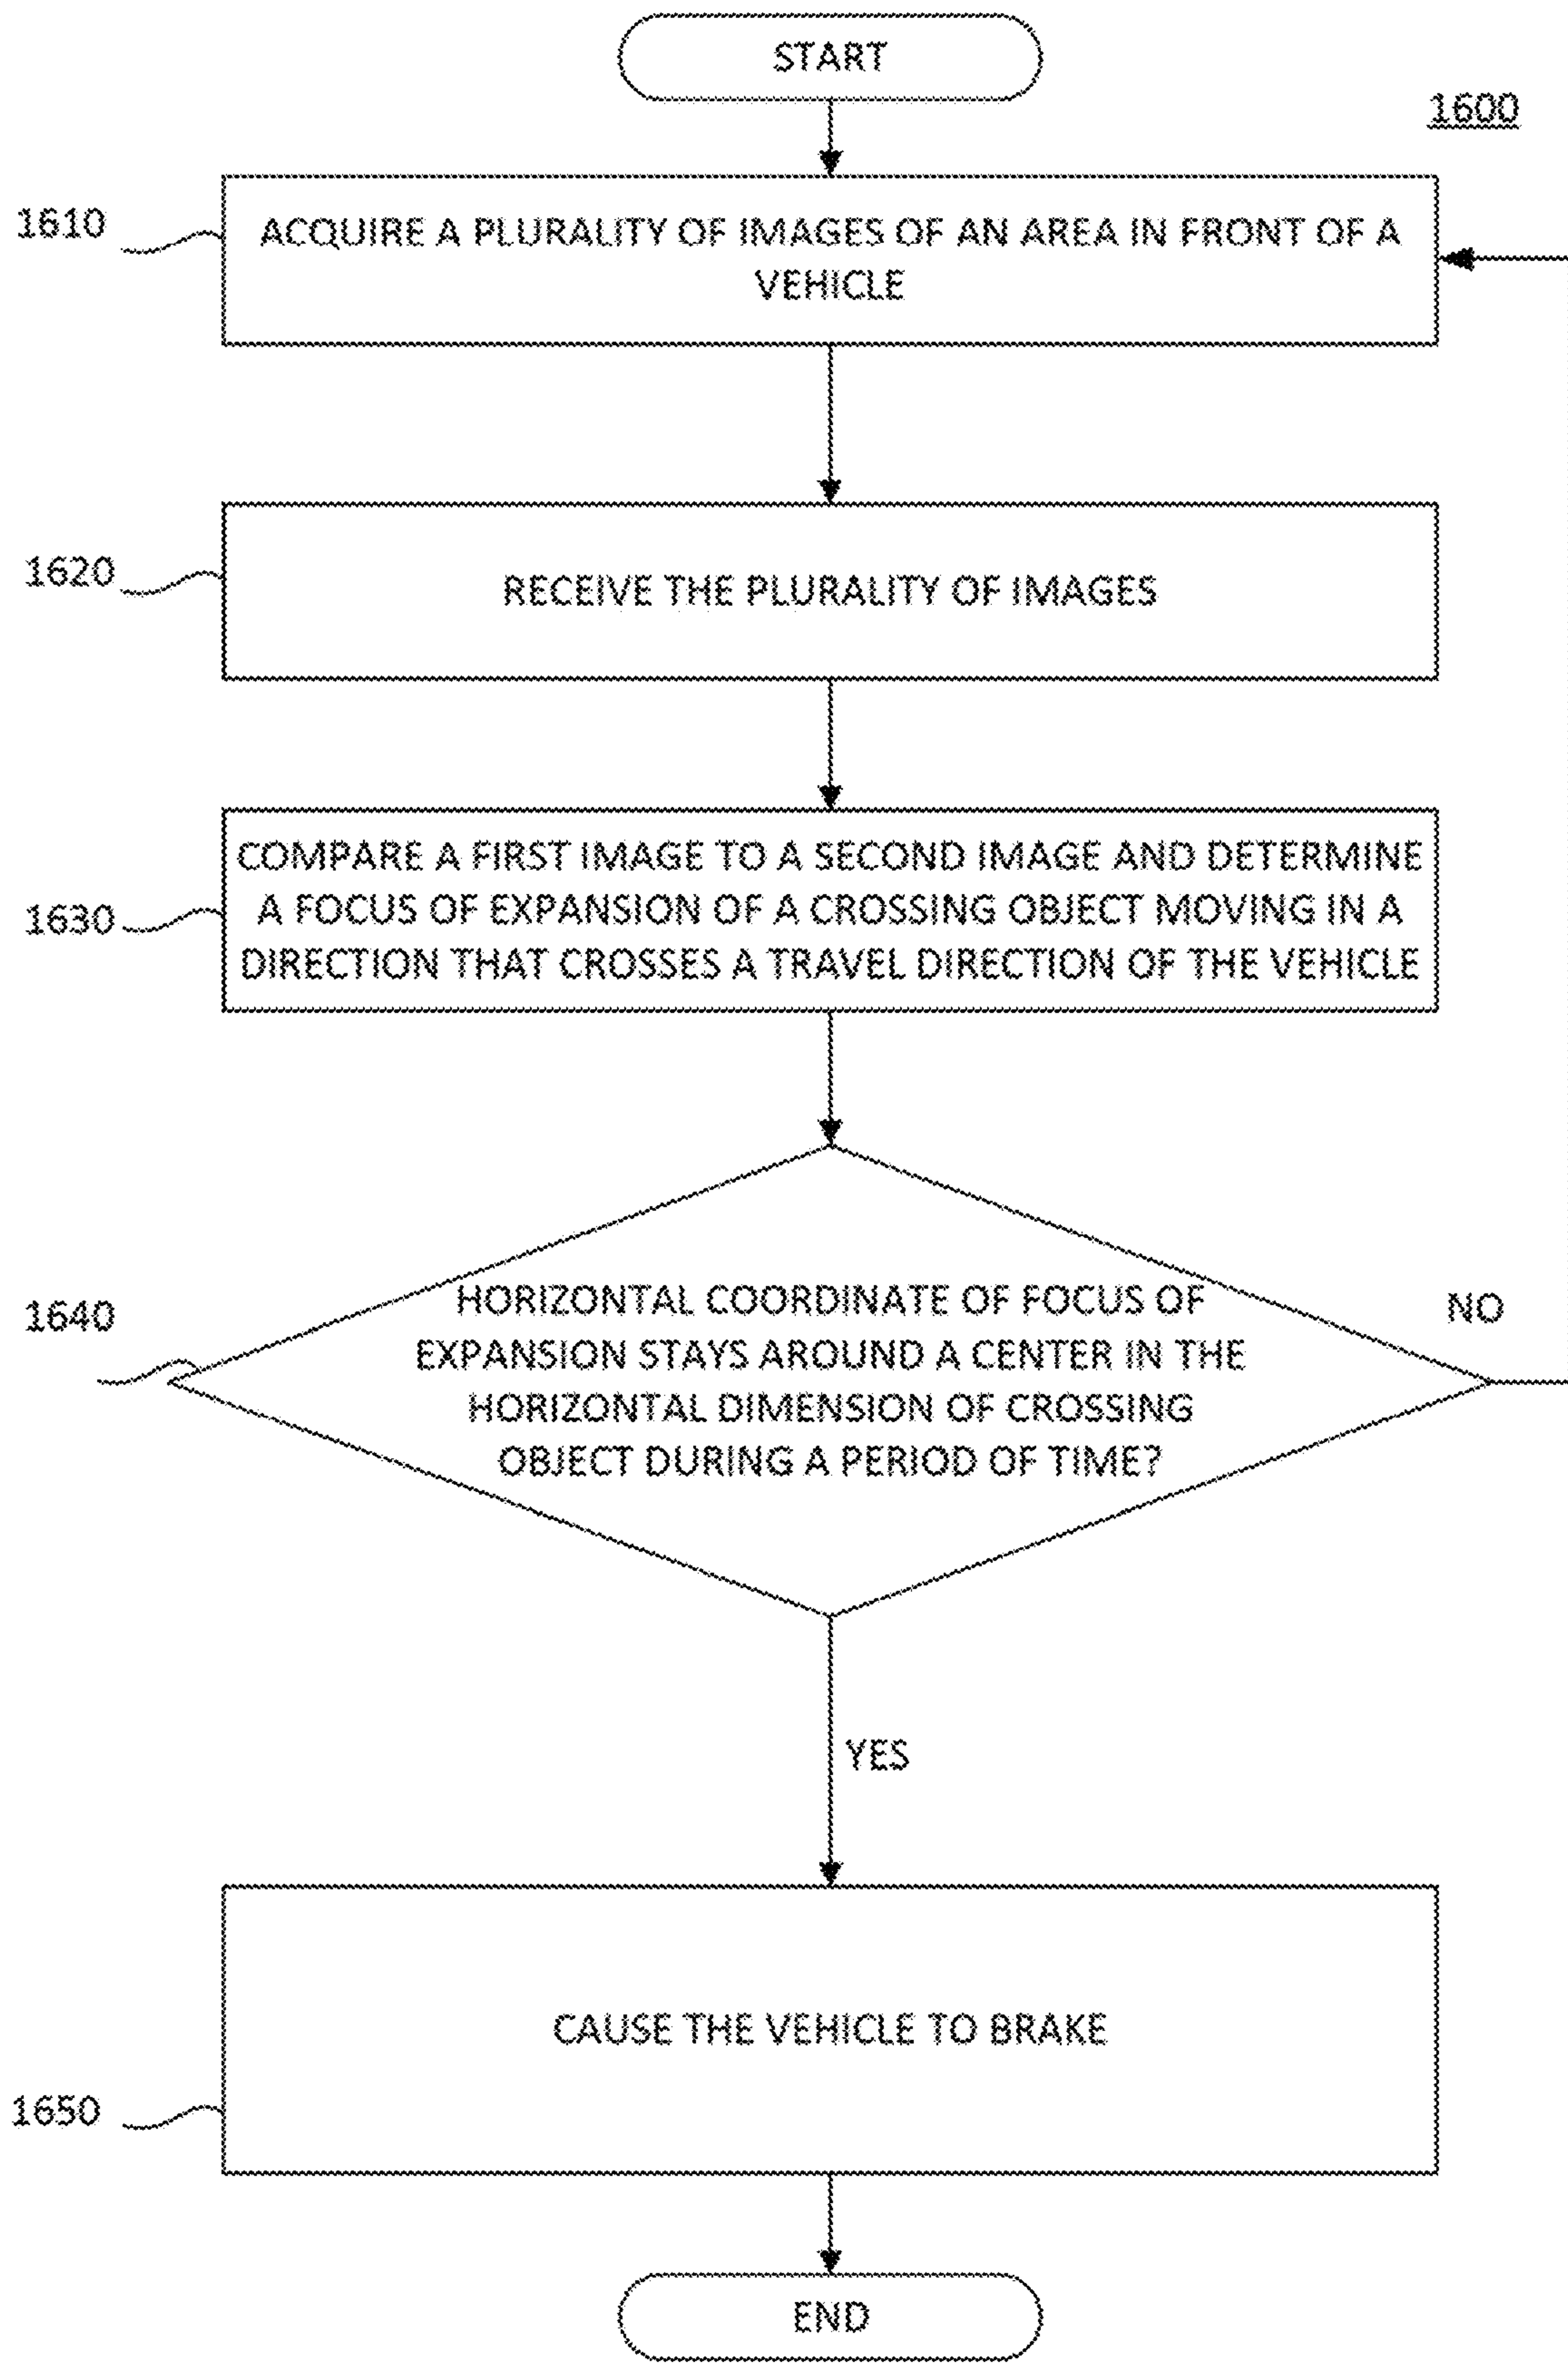 START
1600
1610
ACQUIRE A PLURALITY OF IMAGES OF AN AREA IN FRONT OF A
VEHICLE
1620
RECEIVE THE PLURALITY OF IMAGES
COMPARE A FIRST IMAGE TO A SECOND IMAGE AND DETERMINE
1630
A FOCUS OF EXPANSION OF A CROSSING OBJECT MOVING IN A
DIRECTION THAT CROSSES A TRAVEL DIRECTION OF THE VEHICLE
1640
HORIZONTAL COORDINATE OF FOCUS OF
EXPANSION STAYS AROUND A CENTER IN THE
HORIZONTAL DIMENSION OF CROSSING
OBJECT DURING A PERIOD OF TIME?
NO
YES
CAUSE THE VEHICLE TO BRAKE
1650
END